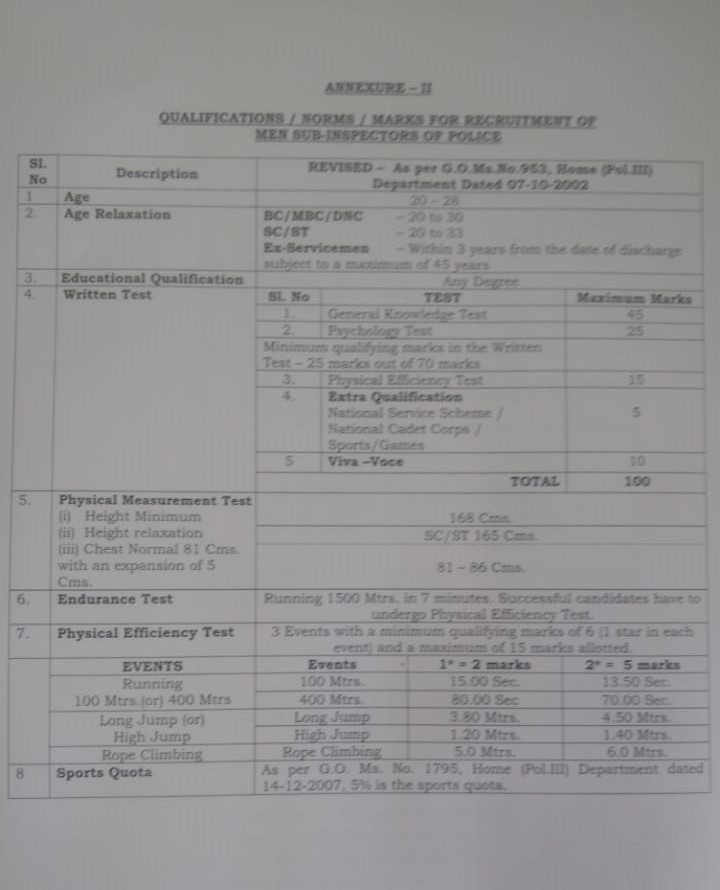 ANNEXURE – II
QUALIFICATIONS / NORMS / MARKS FOR RECRUITMENT OF
MEN SUB-INSPECTORS OF POLICE
Sl. No Description REVISED – As per G.O.Ms.No.953, Home (Pol.III)
Department Dated 07-10-2002
1 Age 20 – 28
2. Age Relaxation BC/MBC/DNC – 20 to 30
SC/ST – 20 to 33
Ex-Servicemen – Within 3 years from the date of discharge
subject to a maximum of 45 years
3. Educational Qualification Any Degree
4. Written Test Sl. No TEST Maximum Marks
1. General Knowledge Test 45
2. Psychology Test 25
Minimum qualifying marks in the Written
Test – 25 marks out of 70 marks
3. Physical Efficiency Test 15
4. Extra Qualification
National Service Scheme / 5
National Cadet Corps /
Sports/Games
5 Viva –Voce 10
TOTAL 100
5. Physical Measurement Test
(i) Height Minimum 168 Cms.
(ii) Height relaxation SC/ST 165 Cms.
(iii) Chest Normal 81 Cms.
with an expansion of 5 81 – 86 Cms.
Cms.
6. Endurance Test Running 1500 Mtrs. in 7 minutes. Successful candidates have to
undergo Physical Efficiency Test.
7. Physical Efficiency Test 3 Events with a minimum qualifying marks of 6 (1 star in each
event) and a maximum of 15 marks allotted.
EVENTS Events 1* = 2 marks 2* = 5 marks
Running 100 Mtrs. 15.00 Sec. 13.50 Sec.
100 Mtrs.(or) 400 Mtrs 400 Mtrs. 80.00 Sec 70.00 Sec.
Long Jump (or) Long Jump 3.80 Mtrs. 4.50 Mtrs.
High Jump High Jump 1.20 Mtrs. 1.40 Mtrs.
Rope Climbing Rope Climbing 5.0 Mtrs. 6.0 Mtrs.
8 Sports Quota As per G.O. Ms. No. 1795, Home (Pol.III) Department dated
14-12-2007, 5% is the sports quota.